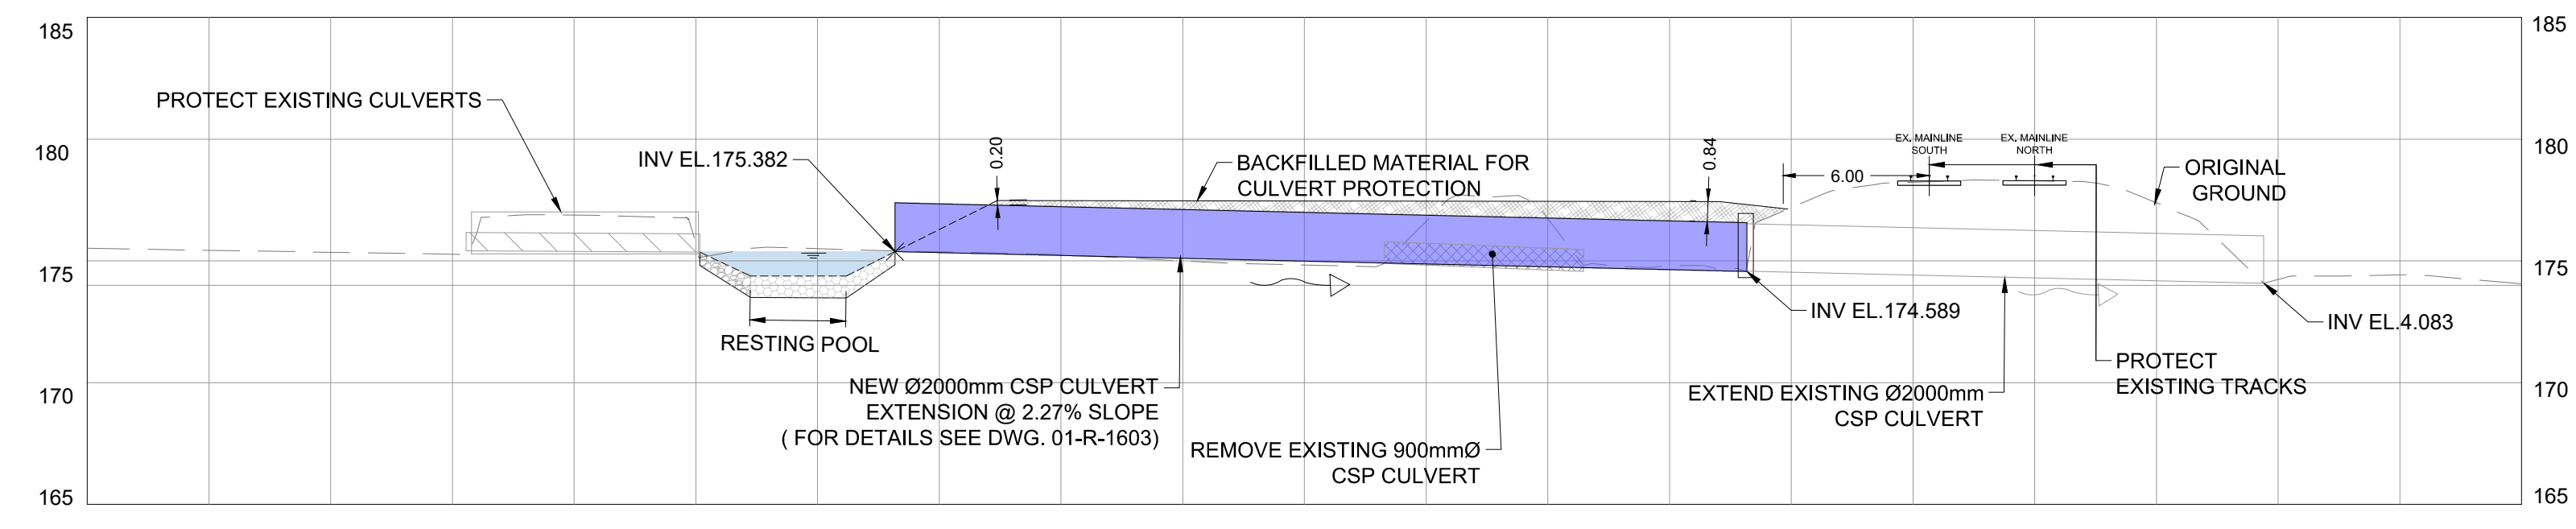 185
185
PROTECT EXISTING CULVERTS
180
180
INV EL.175.382
0.20
BACKFILLED MATERIAL FOR
CULVERT PROTECTION
0.84
6.00
EX. MAINLINE
SOUTH
EX. MAINLINE
NORTH
ORIGINAL
GROUND
175
175
RESTING POOL
INV EL.174.589
INV EL.4.083
NEW Ø2000mm CSP CULVERT
EXTENSION @ 2.27% SLOPE
( FOR DETAILS SEE DWG. 01-R-1603)
REMOVE EXISTING 900mmØ
CSP CULVERT
EXTEND EXISTING Ø2000mm
CSP CULVERT
PROTECT
EXISTING TRACKS
170
170
165
165